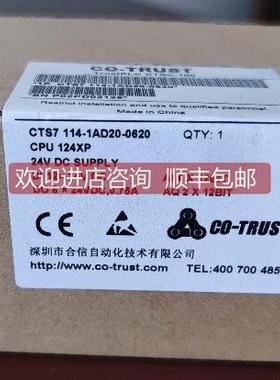 CO-TRUST
Restrict installation and use to qualified
personnel
Made in China
CTS7 114-1AD20-0620 QTY: 1
CPU 124XP
24V DC SUPPLY
欢迎进店咨询 顺丰包邮
AQ 2 X 12BIT
CO-TRUS
深圳市合信自动化技术有限公司
http://www.co-trust.com TEL:400 700 485